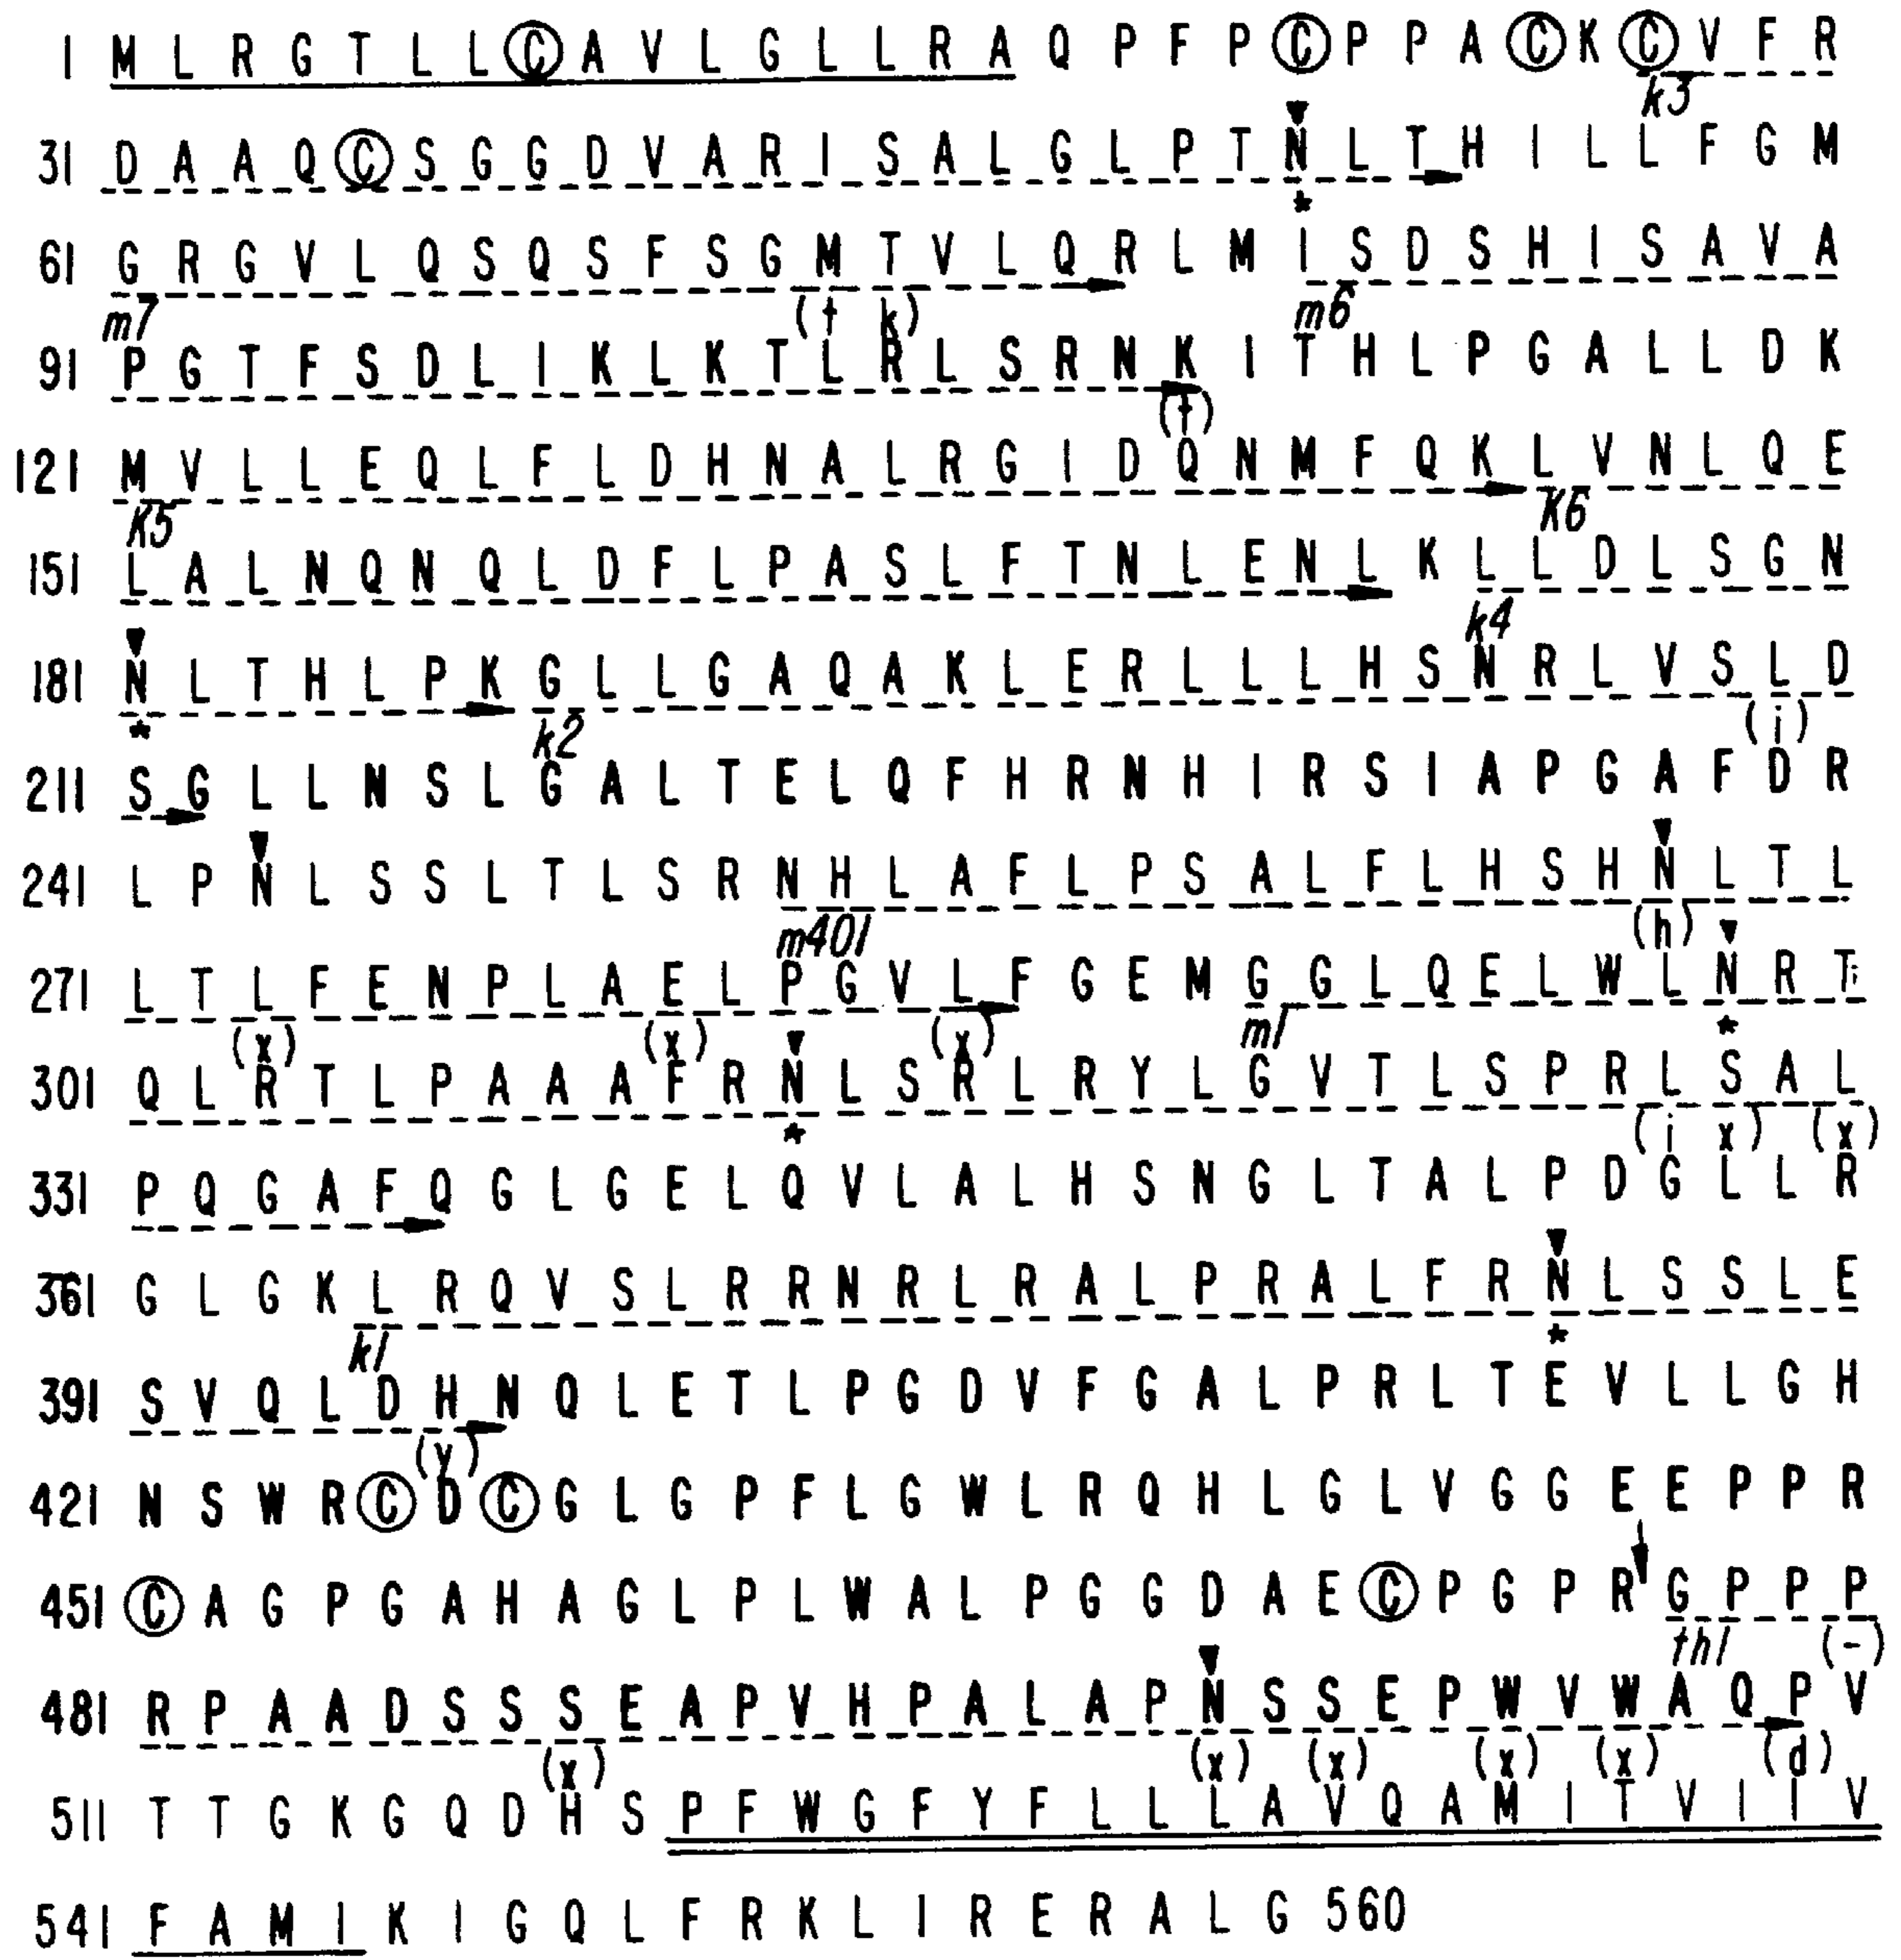 1 M L R G T L L C A V L G L L R A Q P F P C P P A C K C V F R
k3
31 D A A Q C S G G D V A R I S A L G L P T N L T H I L L F G M
*
61 G R G V L Q S Q S F S G M T V L Q R L M I S D S H I S A V A
m7 (t k) m6
91 P G T F S D L I K L K T L R L S R N K I T H L P G A L L D K
(t)
121 M V L L E Q L F L D H N A L R G I D Q N M F Q K L V N L Q E
K5 K6
151 L A L N Q N Q L D F L P A S L F T N L E N L K L L D L S G N
k4
181 N L T H L P K G L L G A Q A K L E R L L L H S N R L V S L D
* k2 (i)
211 S G L L N S L G A L T E L Q F H R N H I R S I A P G A F D R
241 L P N L S S L T L S R N H L A F L P S A L F L H S H N L T L
m401 (h)
271 L T L F E N P L A E L P G V L F G E M G G L Q E L W L N R T
(x) (x) (x) m1 *
301 Q L R T L P A A A F R N L S R L R Y L G V T L S P R L S A L
* (i x) (x)
331 P Q G A F Q G L G E L Q V L A L H S N G L T A L P D G L L R
361 G L G K L R Q V S L R R N R L R A L P R A L F R N L S S L E
k1 *
391 S V Q L D H N Q L E T L P G D V F G A L P R L T E V L L G H
(y)
421 N S W R C D C G L G P F L G W L R Q H L G L V G G E E P P R
451 C A G P G A H A G L P L W A L P G G D A E C P G P R G P P P
th1 (-)
481 R P A A D S S S E A P V H P A L A P N S S E P W V W A Q P V
(x) (x) (x) (x) (x) (d)
511 T T G K G Q D H S P F W G F Y F L L L A V Q A M I T V I I V
541 F A M I K I G Q L F R K L I R E R A L G 560